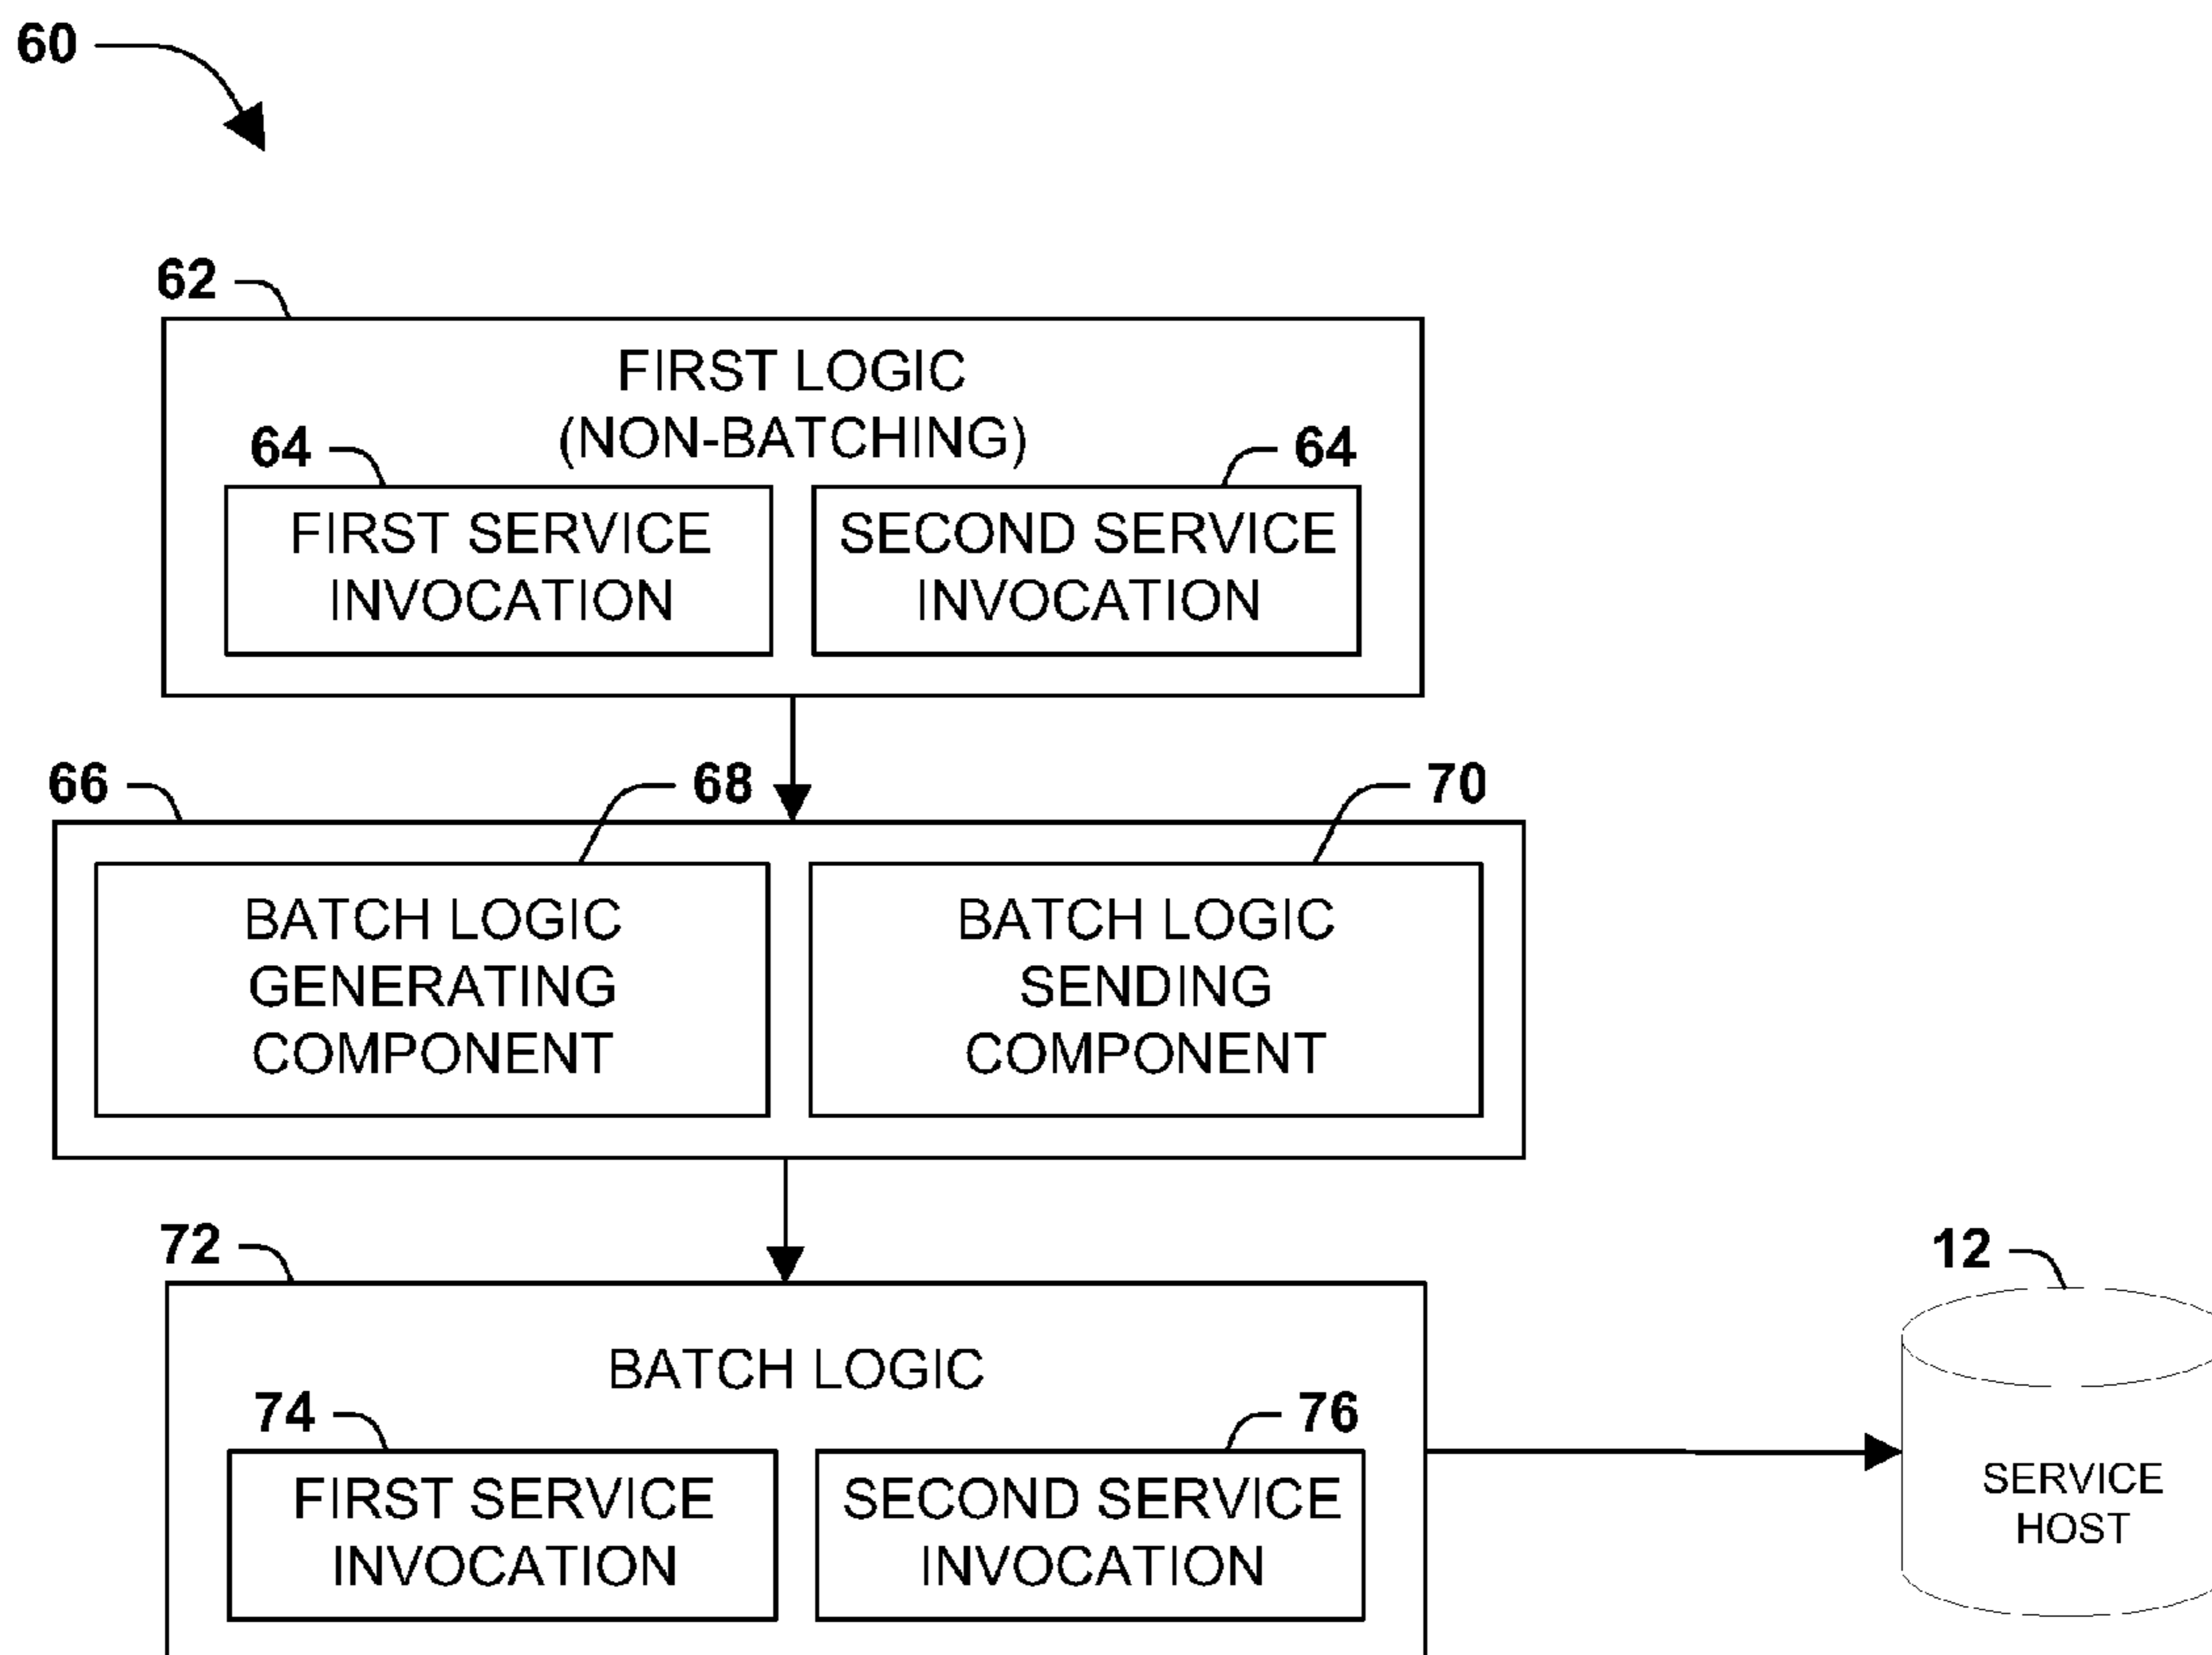 60
62
FIRST LOGIC
(NON-BATCHING)
64
64
FIRST SERVICE
INVOCATION
SECOND SERVICE
INVOCATION
66
68
70
BATCH LOGIC
GENERATING
COMPONENT
BATCH LOGIC
SENDING
COMPONENT
72
12
BATCH LOGIC
74
76
FIRST SERVICE
INVOCATION
SECOND SERVICE
INVOCATION
SERVICE
HOST